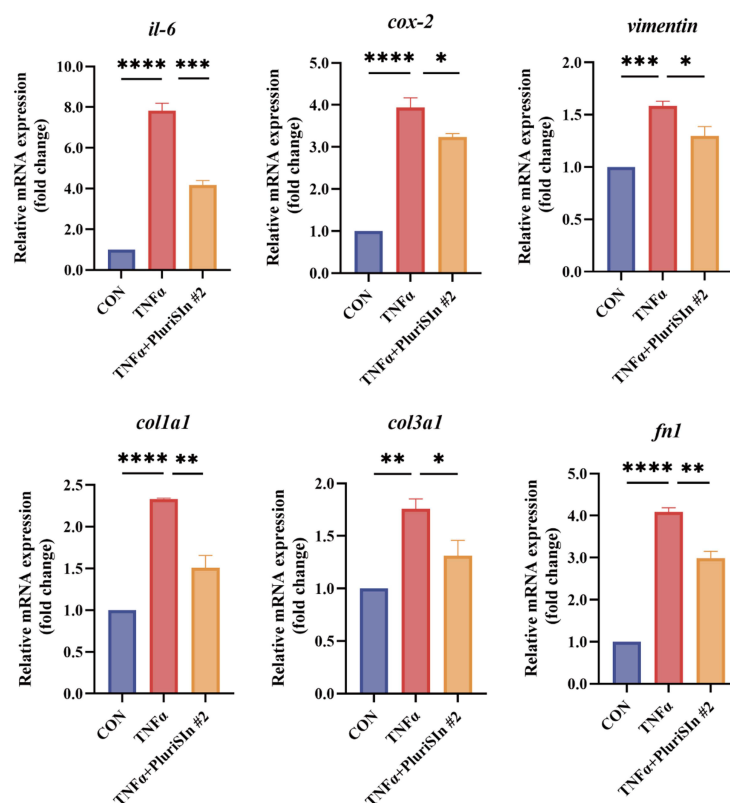 il-6
**** ***
Relative mRNA expression
(fold change)
10.0
8.0
6.0
4.0
2.0
0.0
CON
TNFα
TNFα+PluriSIn #2
cox-2
**** *
Relative mRNA expression
(fold change)
5.0
4.0
3.0
2.0
1.0
0.0
CON
TNFα
TNFα+PluriSIn #2
vimentin
*** *
Relative mRNA expression
(fold change)
2.0
1.5
1.0
0.5
0.0
CON
TNFα
TNFα+PluriSIn #2
col1a1
**** **
Relative mRNA expression
(fold change)
2.5
2.0
1.5
1.0
0.5
0.0
CON
TNFα
TNFα+PluriSIn #2
col3a1
** *
Relative mRNA expression
(fold change)
2.0
1.5
1.0
0.5
0.0
CON
TNFα
TNFα+PluriSIn #2
fn1
**** **
Relative mRNA expression
(fold change)
5.0
4.0
3.0
2.0
1.0
0.0
CON
TNFα
TNFα+PluriSIn #2